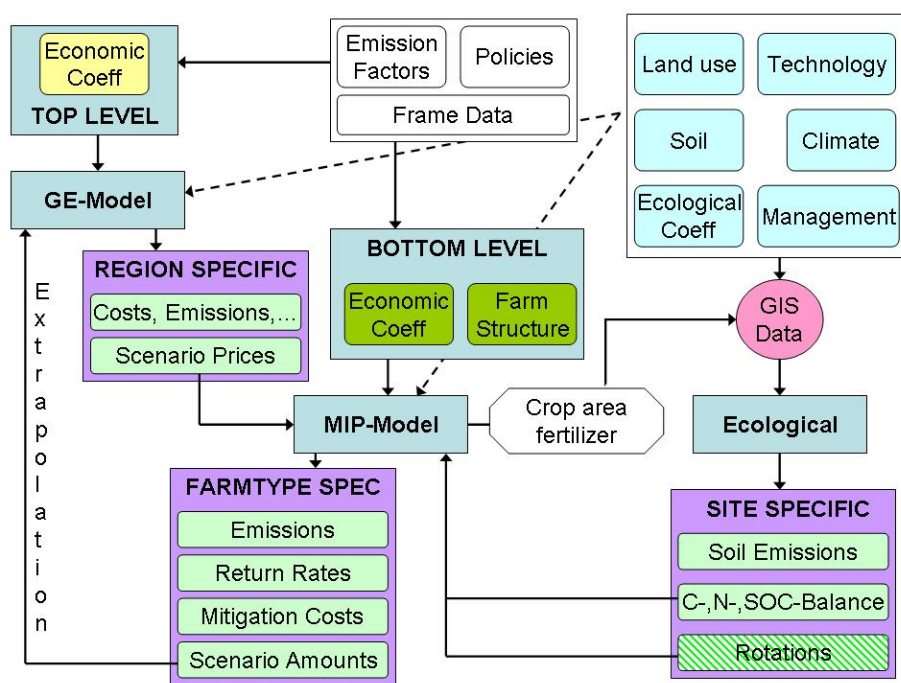 Economic
Coeff
TOP LEVEL
Emission
Factors
Policies
Frame Data
Land use
Technology
Soil
Climate
Ecological
Coeff
Management
GE-Model
REGION SPECIFIC
Costs, Emissions,...
Scenario Prices
BOTTOM LEVEL
Economic
Coeff
Farm
Structure
GIS
Data
MIP-Model
Crop area
fertilizer
Ecological
Extrapolation
FARMTYPE SPEC
Emissions
Return Rates
Mitigation Costs
Scenario Amounts
SITE SPECIFIC
Soil Emissions
C-,N-,SOC-Balance
Rotations